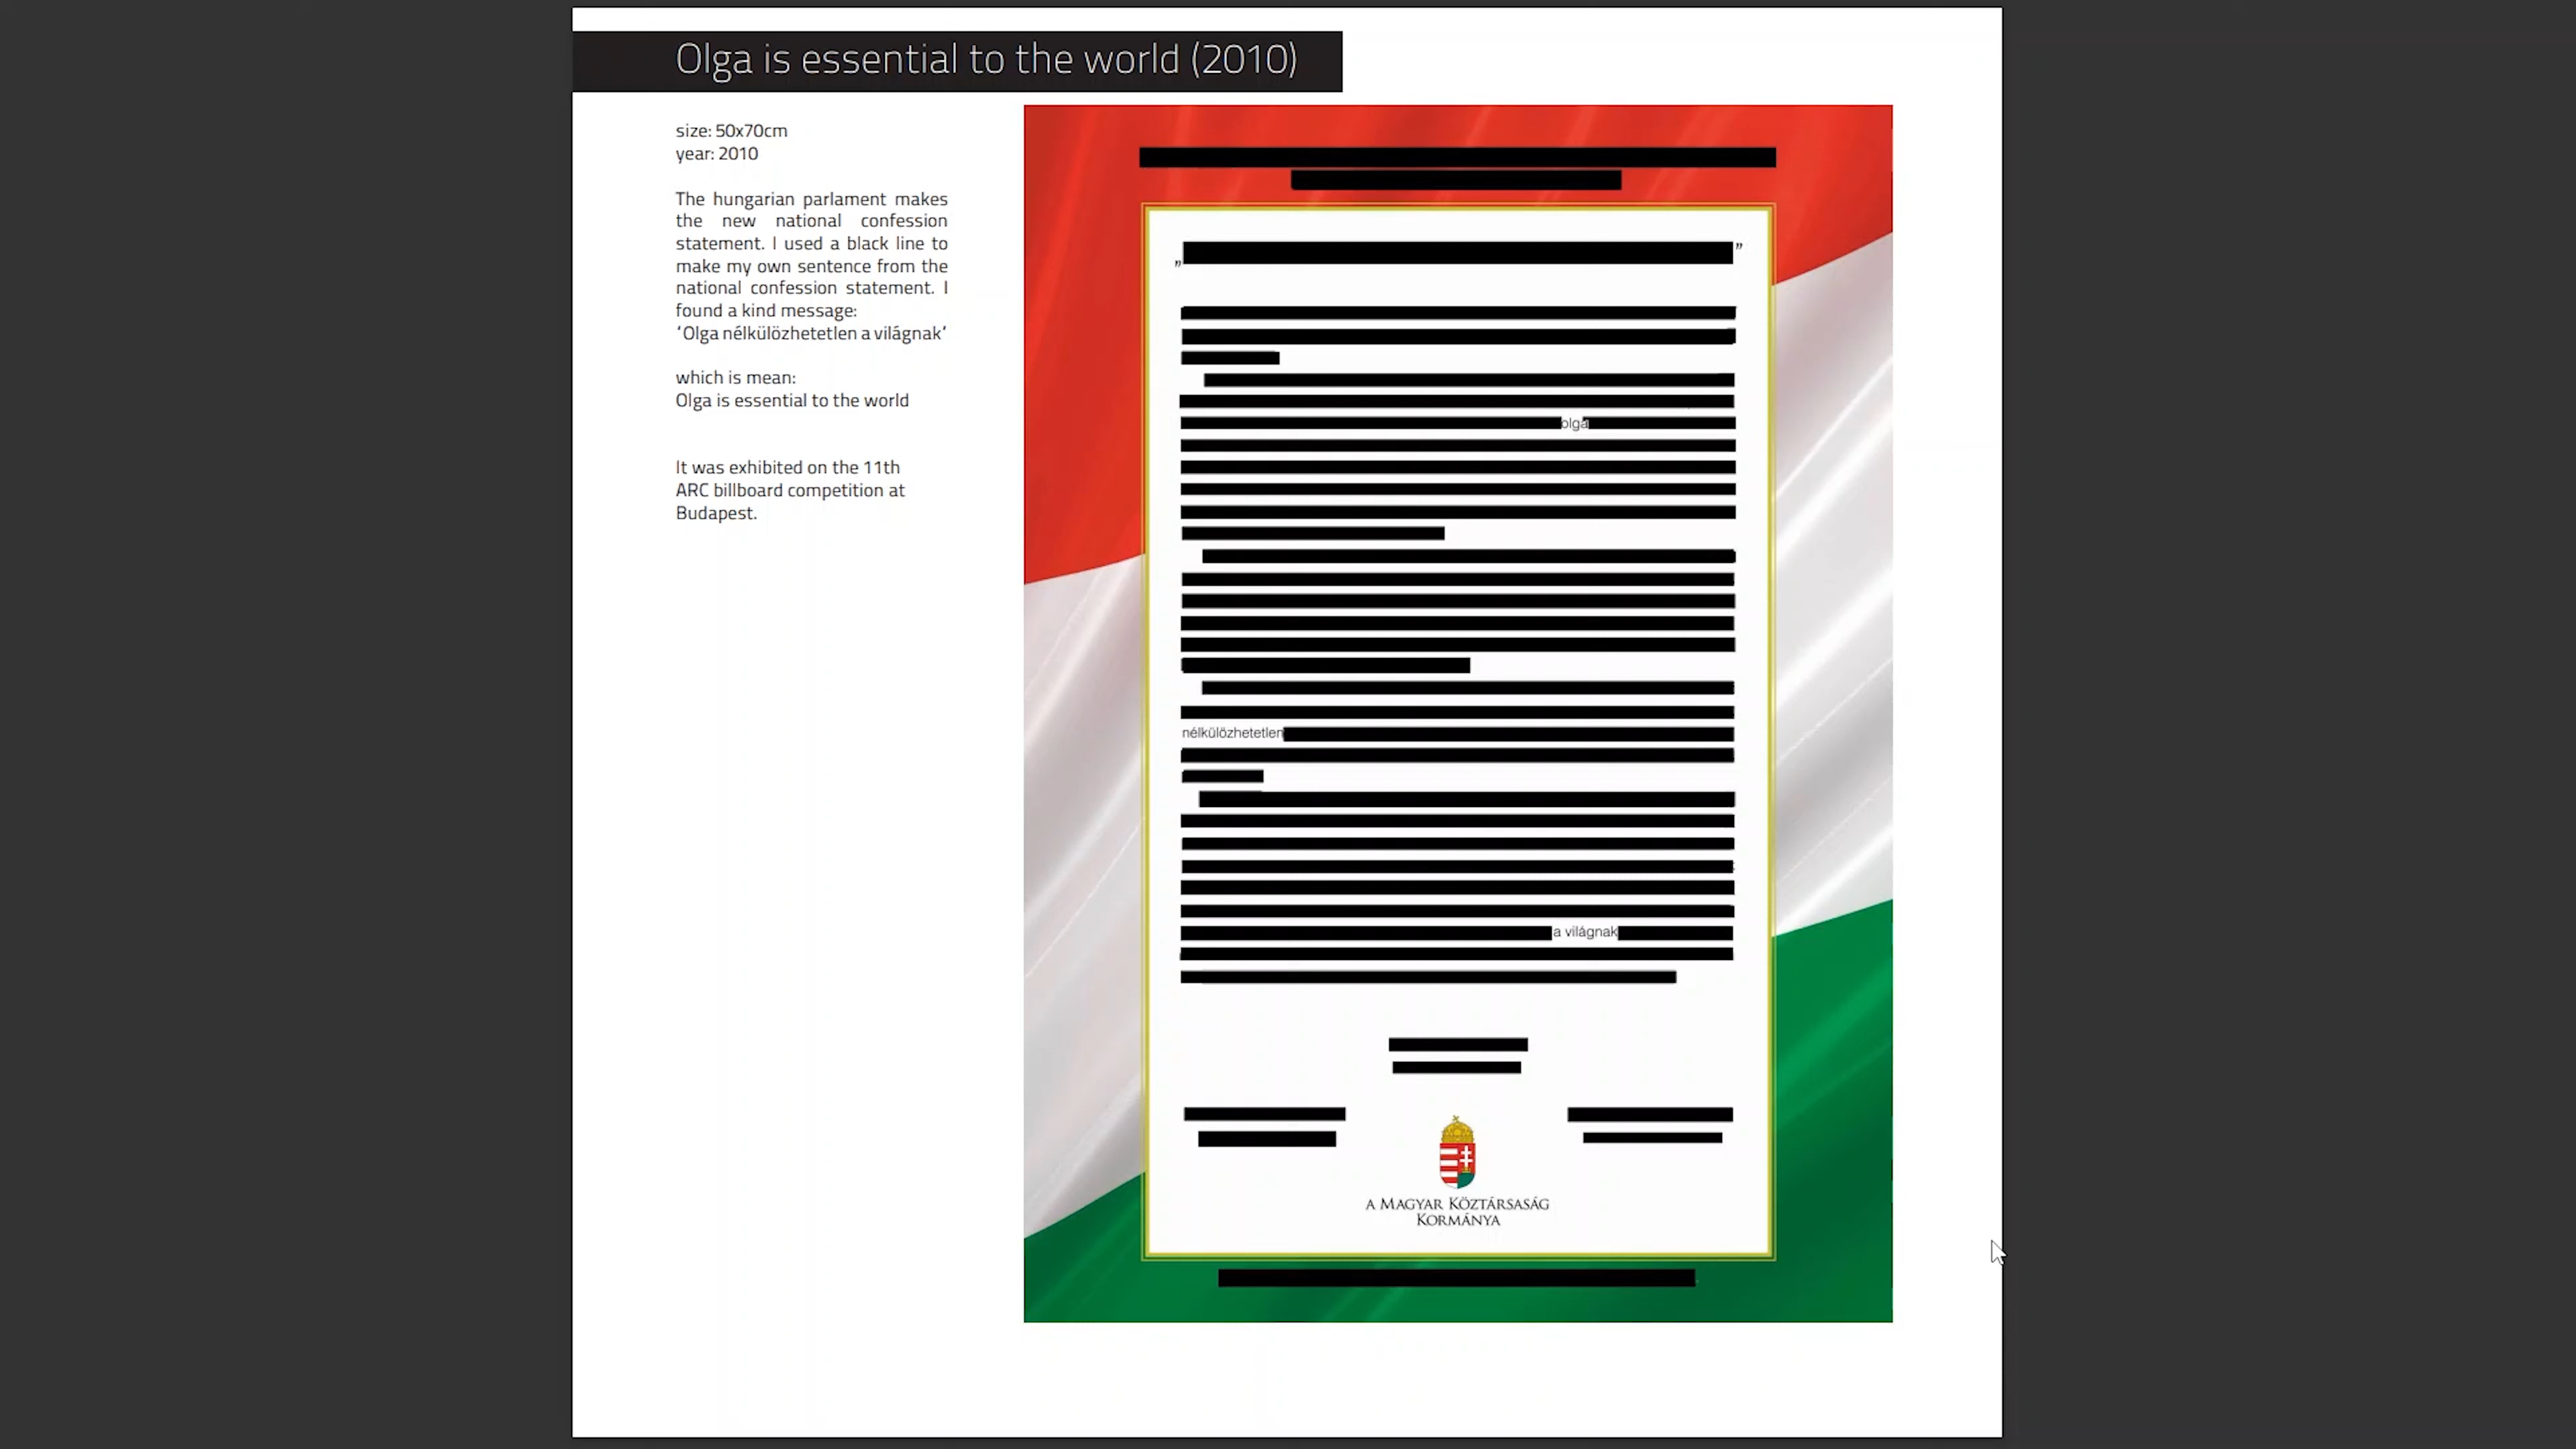 Olga is essential to the world (2010)
size: 50x70cm
year: 2010
The hungarian parlament makes
the new national confession
statement. I used a black line to
make my own sentence from the
national confession statement. I
found a kind message:
‘Olga nélkülözhetetlen a világnak’
which is mean:
Olga is essential to the world
It was exhibited on the 11th
ARC billboard competition at
Budapest.
„ ”
olga
nélkülözhetetlen
a világnak
A MAGYAR KÖZTÁRSASÁG
KORMÁNYA